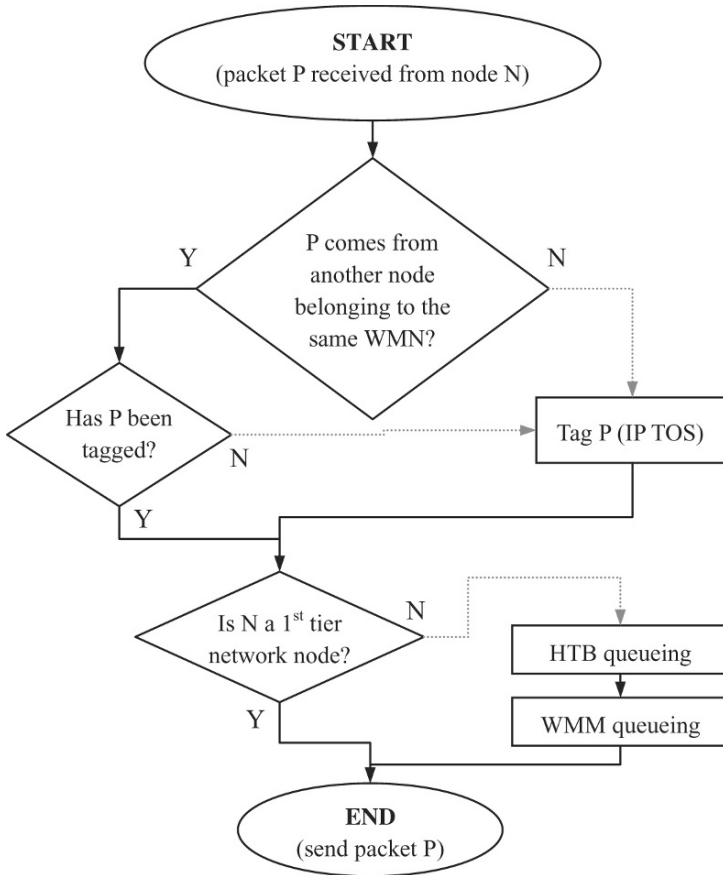 START
(packet P received from node N)
P comes from
another node
belonging to the
same WMN?
Y
N
Has P been
tagged?
N
Y
Tag P (IP TOS)
Is N a 1st tier
network node?
N
Y
HTB queueing
WMM queueing
END
(send packet P)